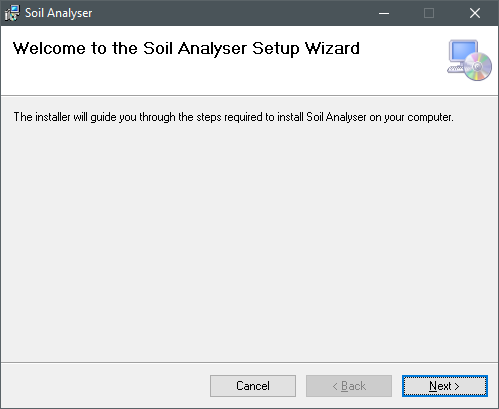 Soil Analyser
Welcome to the Soil Analyser Setup Wizard
The installer will guide you through the steps required to install Soil Analyser on your computer.
Cancel
< Back
Next >